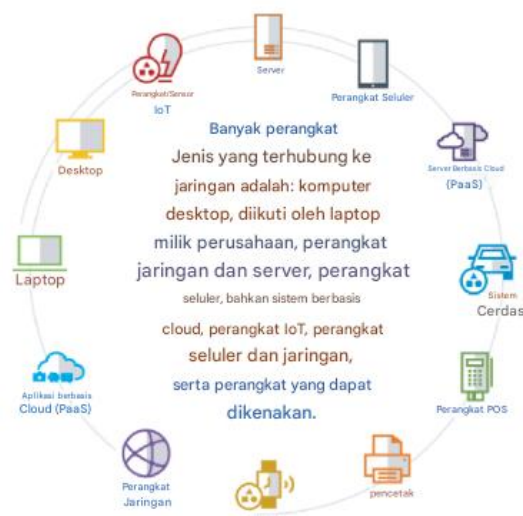 Server
Perangkat/Sensor
IoT
Perangkat Seluler
Desktop
Server Berbasis Cloud
(PaaS)
Banyak perangkat
Jenis yang terhubung ke
jaringan adalah: komputer
desktop, diikuti oleh laptop
milik perusahaan, perangkat
jaringan dan server, perangkat
seluler, bahkan sistem berbasis
cloud, perangkat IoT, perangkat
seluler dan jaringan,
serta perangkat yang dapat
dikenakan.
Laptop
Sistem
Cerdas
Aplikasi berbasis
Cloud (PaaS)
Perangkat POS
Perangkat
Jaringan
pencetak